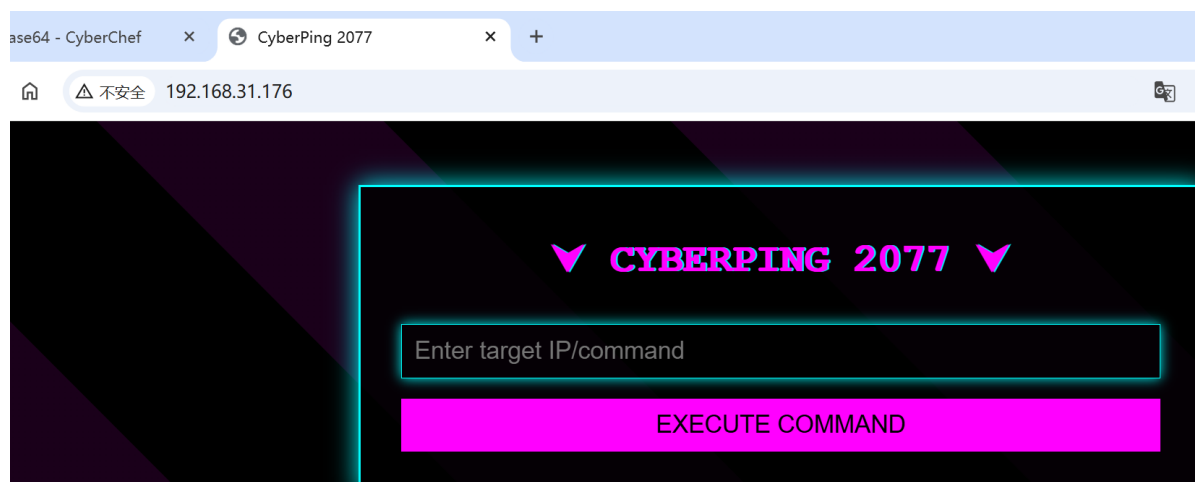 ase64 - CyberChef
CyberPing 2077
不安全
192.168.31.176
CYBERPING 2077
Enter target IP/command
EXECUTE COMMAND